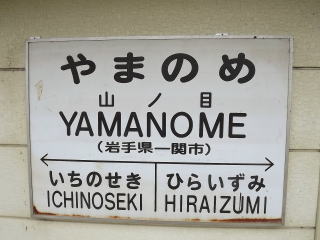 やまのめ
山ノ目
YAMANOME
(岩手県一関市)
いちのせき ひらいずみ
ICHINOSEKI HIRAIZUMI